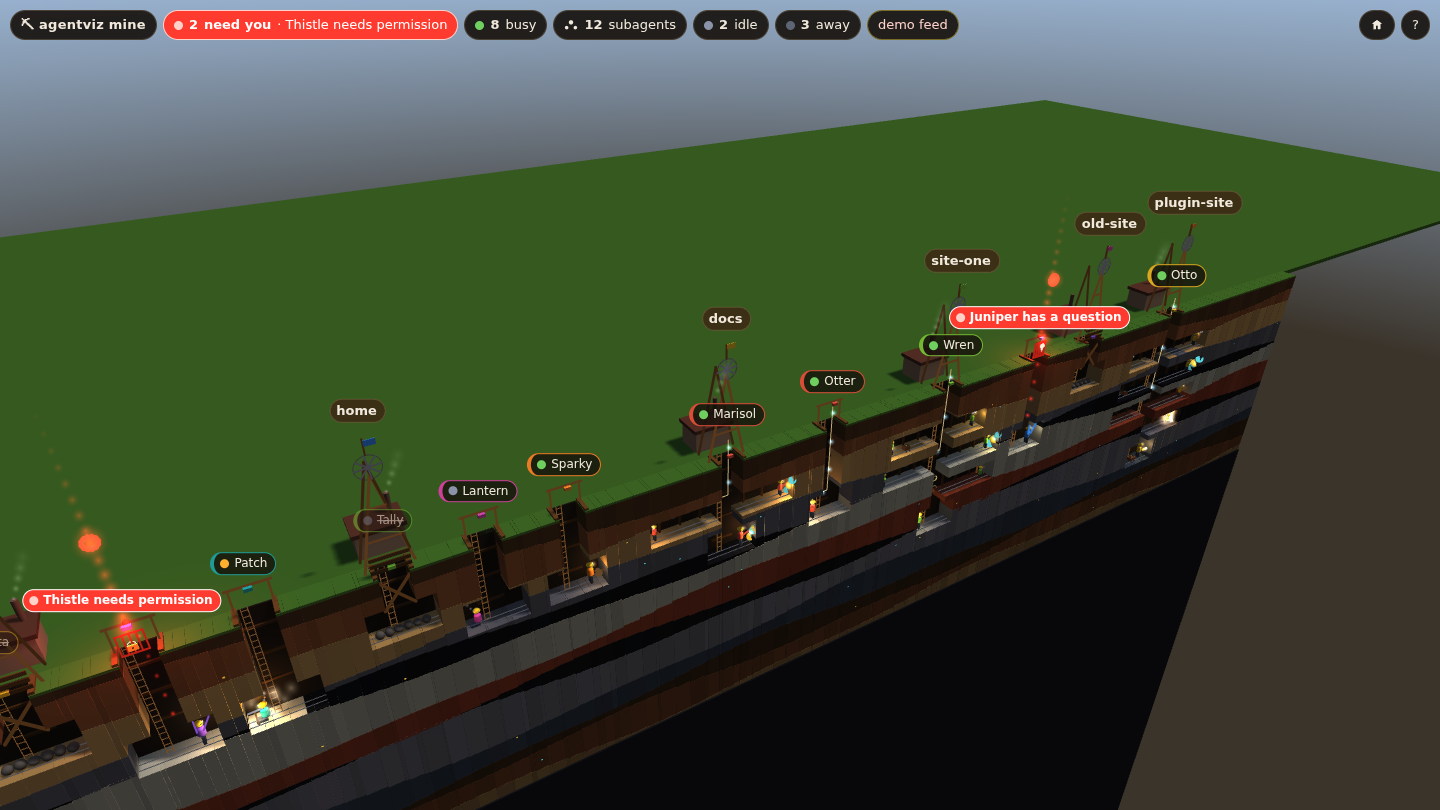 agentviz mine
2 need you · Thistle needs permission
8 busy
12 subagents
2 idle
3 away
demo feed
?
plugin-site
old-site
site-one
Otto
docs
Juniper has a question
Wren
Otter
home
Marisol
Sparky
Lantern
Tally
Patch
Thistle needs permission